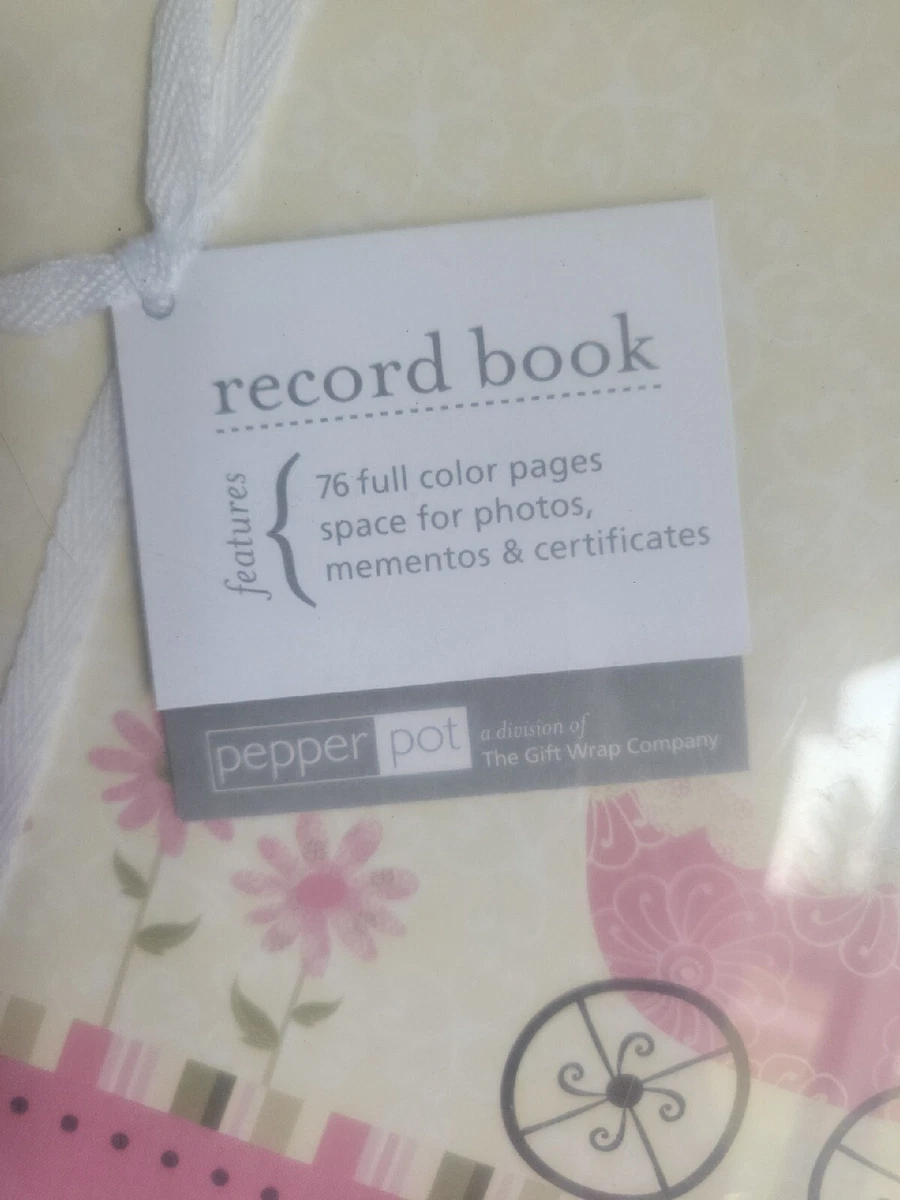 record book
features
76 full color pages
space for photos,
mementos & certificates
pepper pot
a division of
The Gift Wrap Company